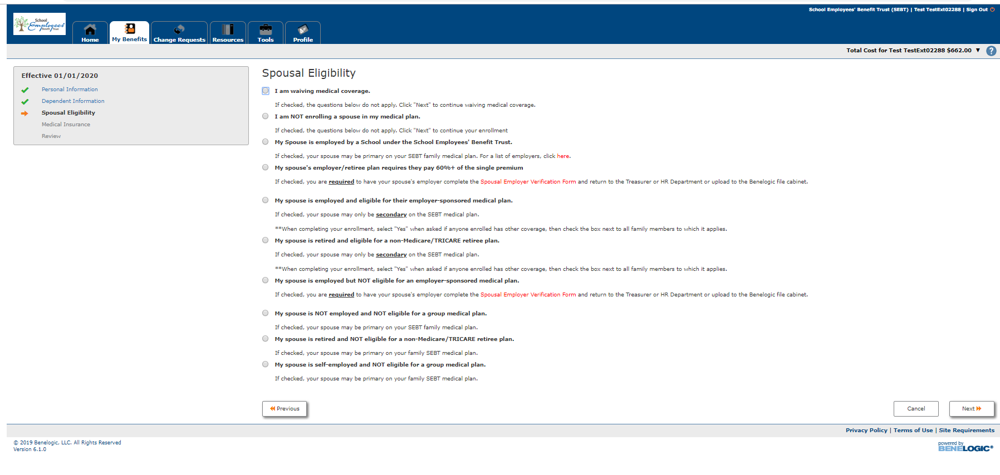 School Employees' Benefit Trust (SEBT) | Test TestExt02288 | Sign Out
School
Employees'
Benefit Trust
Home
My Benefits
Change Requests
Resources
Tools
Profile
Total Cost for Test TestExt02288 $662.00 ▼ ?
Effective 01/01/2020
Personal Information
Dependent Information
Spousal Eligibility
Medical Insurance
Review
Spousal Eligibility
I am waiving medical coverage.
If checked, the questions below do not apply. Click "Next" to continue waiving medical coverage.
I am NOT enrolling a spouse in my medical plan.
If checked, the questions below do not apply. Click "Next" to continue your enrollment
My Spouse is employed by a School under the School Employees' Benefit Trust.
If checked, your spouse may be primary on your SEBT family medical plan. For a list of employers, click here.
My spouse's employer/retiree plan requires they pay 60%+ of the single premium
If checked, you are required to have your spouse's employer complete the Spousal Employer Verification Form and return to the Treasurer or HR Department or upload to the Benelogic file cabinet.
My spouse is employed and eligible for their employer-sponsored medical plan.
If checked, your spouse may only be secondary on the SEBT medical plan.
**When completing your enrollment, select "Yes" when asked if anyone enrolled has other coverage, then check the box next to all family members to which it applies.
My spouse is retired and eligible for a non-Medicare/TRICARE retiree plan.
If checked, your spouse may only be secondary on the SEBT medical plan.
**When completing your enrollment, select "Yes" when asked if anyone enrolled has other coverage, then check the box next to all family members to which it applies.
My spouse is employed but NOT eligible for an employer-sponsored medical plan.
If checked, you are required to have your spouse's employer complete the Spousal Employer Verification Form and return to the Treasurer or HR Department or upload to the Benelogic file cabinet.
My spouse is NOT employed and NOT eligible for a group medical plan.
If checked, your spouse may be primary on your SEBT family medical plan.
My spouse is retired and NOT eligible for a non-Medicare/TRICARE retiree plan.
If checked, your spouse may be primary on your family SEBT medical plan.
My spouse is self-employed and NOT eligible for a group medical plan.
If checked, your spouse may be primary on your family SEBT medical plan.
Previous
Cancel
Next
Privacy Policy | Terms of Use | Site Requirements
© 2019 Benelogic, LLC. All Rights Reserved
Version 6.1.0
powered by
BENELOGIC®